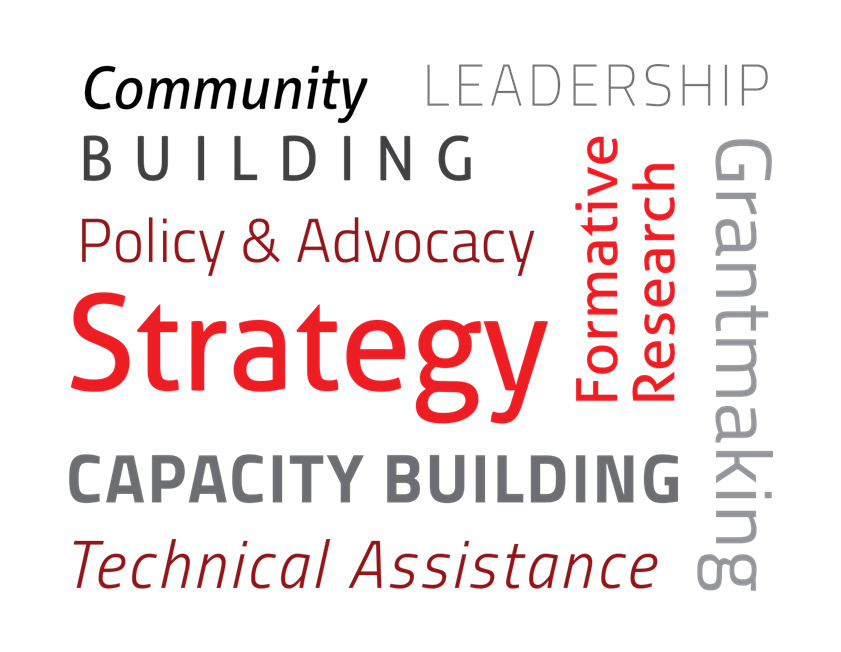 Community
LEADERSHIP
BUILDING
Policy & Advocacy
Strategy
Formative
Research
Grantmaking
CAPACITY BUILDING
Technical Assistance